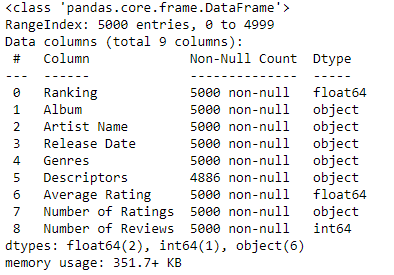 <class 'pandas.core.frame.DataFrame'>
RangeIndex: 5000 entries, 0 to 4999
Data columns (total 9 columns):
 #   Column             Non-Null Count  Dtype
---  ------             --------------  -----
 0   Ranking            5000 non-null   float64
 1   Album              5000 non-null   object
 2   Artist Name        5000 non-null   object
 3   Release Date       5000 non-null   object
 4   Genres             5000 non-null   object
 5   Descriptors        4886 non-null   object
 6   Average Rating     5000 non-null   float64
 7   Number of Ratings  5000 non-null   object
 8   Number of Reviews  5000 non-null   int64
dtypes: float64(2), int64(1), object(6)
memory usage: 351.7+ KB